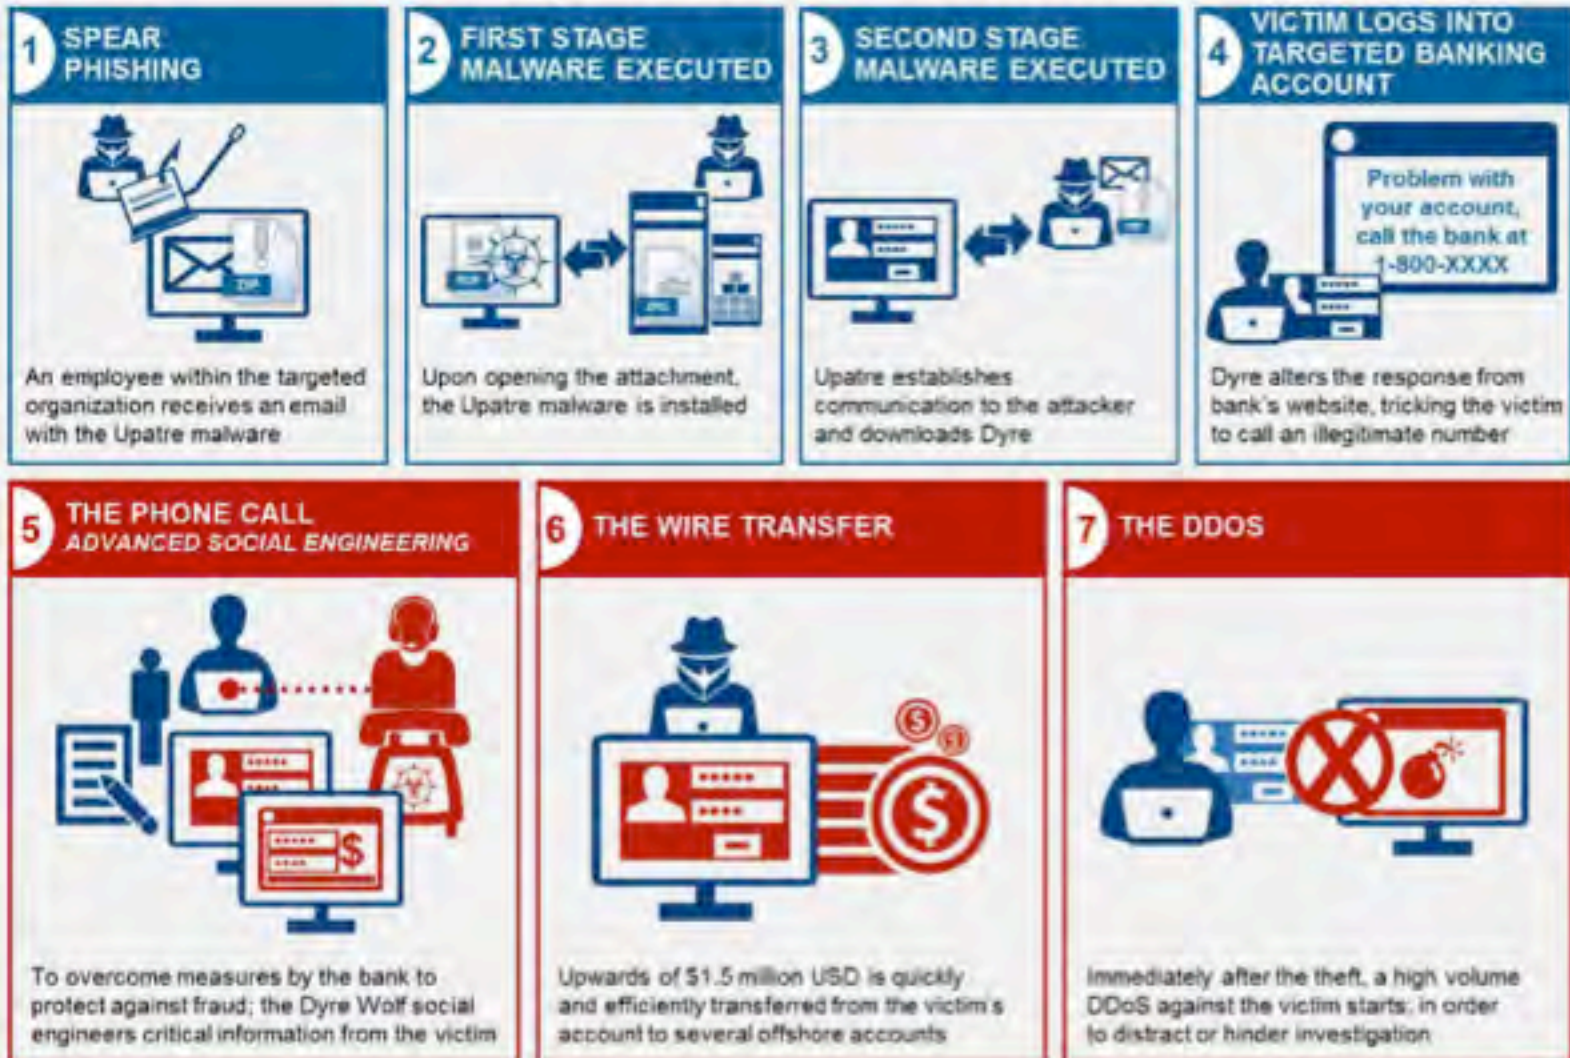 1
SPEAR
PHISHING
An employee within the targeted
organization receives an email
with the Upatre malware
ZIP
2
FIRST STAGE
MALWARE EXECUTED
Upon opening the attachment,
the Upatre malware is installed
3
SECOND STAGE
MALWARE EXECUTED
Upatre establishes
communication to the attacker
and downloads Dyre
4
VICTIM LOGS INTO
TARGETED BANKING
ACCOUNT
Problem with
your account,
call the bank at
1-800-XXXX
Dyre alters the response from
bank's website, tricking the victim
to call an illegitimate number
5
THE PHONE CALL
ADVANCED SOCIAL ENGINEERING
$
To overcome measures by the bank to
protect against fraud; the Dyre Wolf social
engineers critical information from the victim
6
THE WIRE TRANSFER
$
$
Upwards of $1.5 million USD is quickly
and efficiently transferred from the victim's
account to several offshore accounts
7
THE DDOS
X
Immediately after the theft, a high volume
DDoS against the victim starts, in order
to distract or hinder investigation